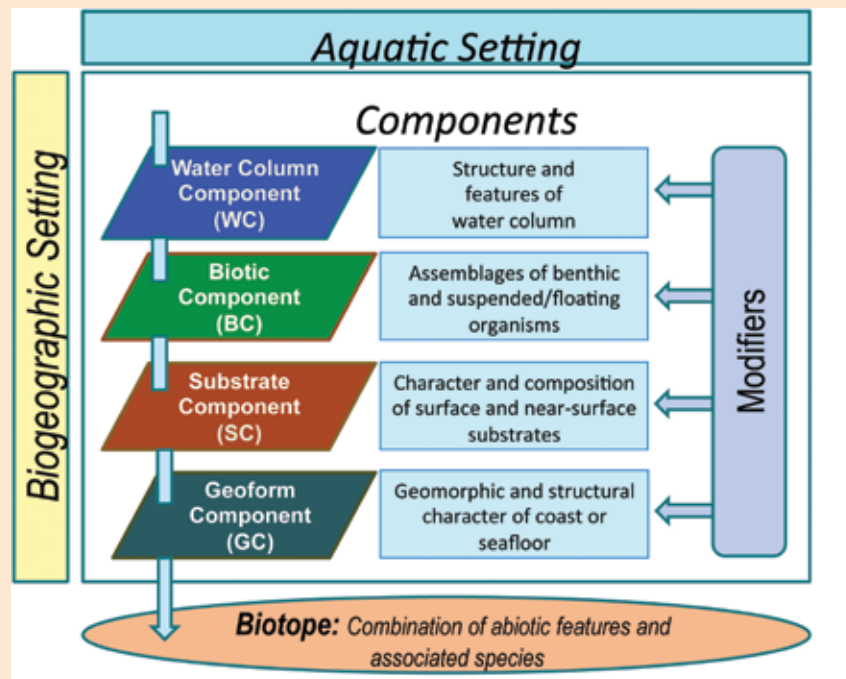 Aquatic Setting
Biogeographic Setting
Components
Water Column
Component
(WC)
Structure and
features of
water column
Biotic
Component
(BC)
Assemblages of benthic
and suspended/floating
organisms
Substrate
Component
(SC)
Character and composition
of surface and near-surface
substrates
Geoform
Component
(GC)
Geomorphic and structural
character of coast or
seafloor
Modifiers
Biotope: Combination of abiotic features and
associated species